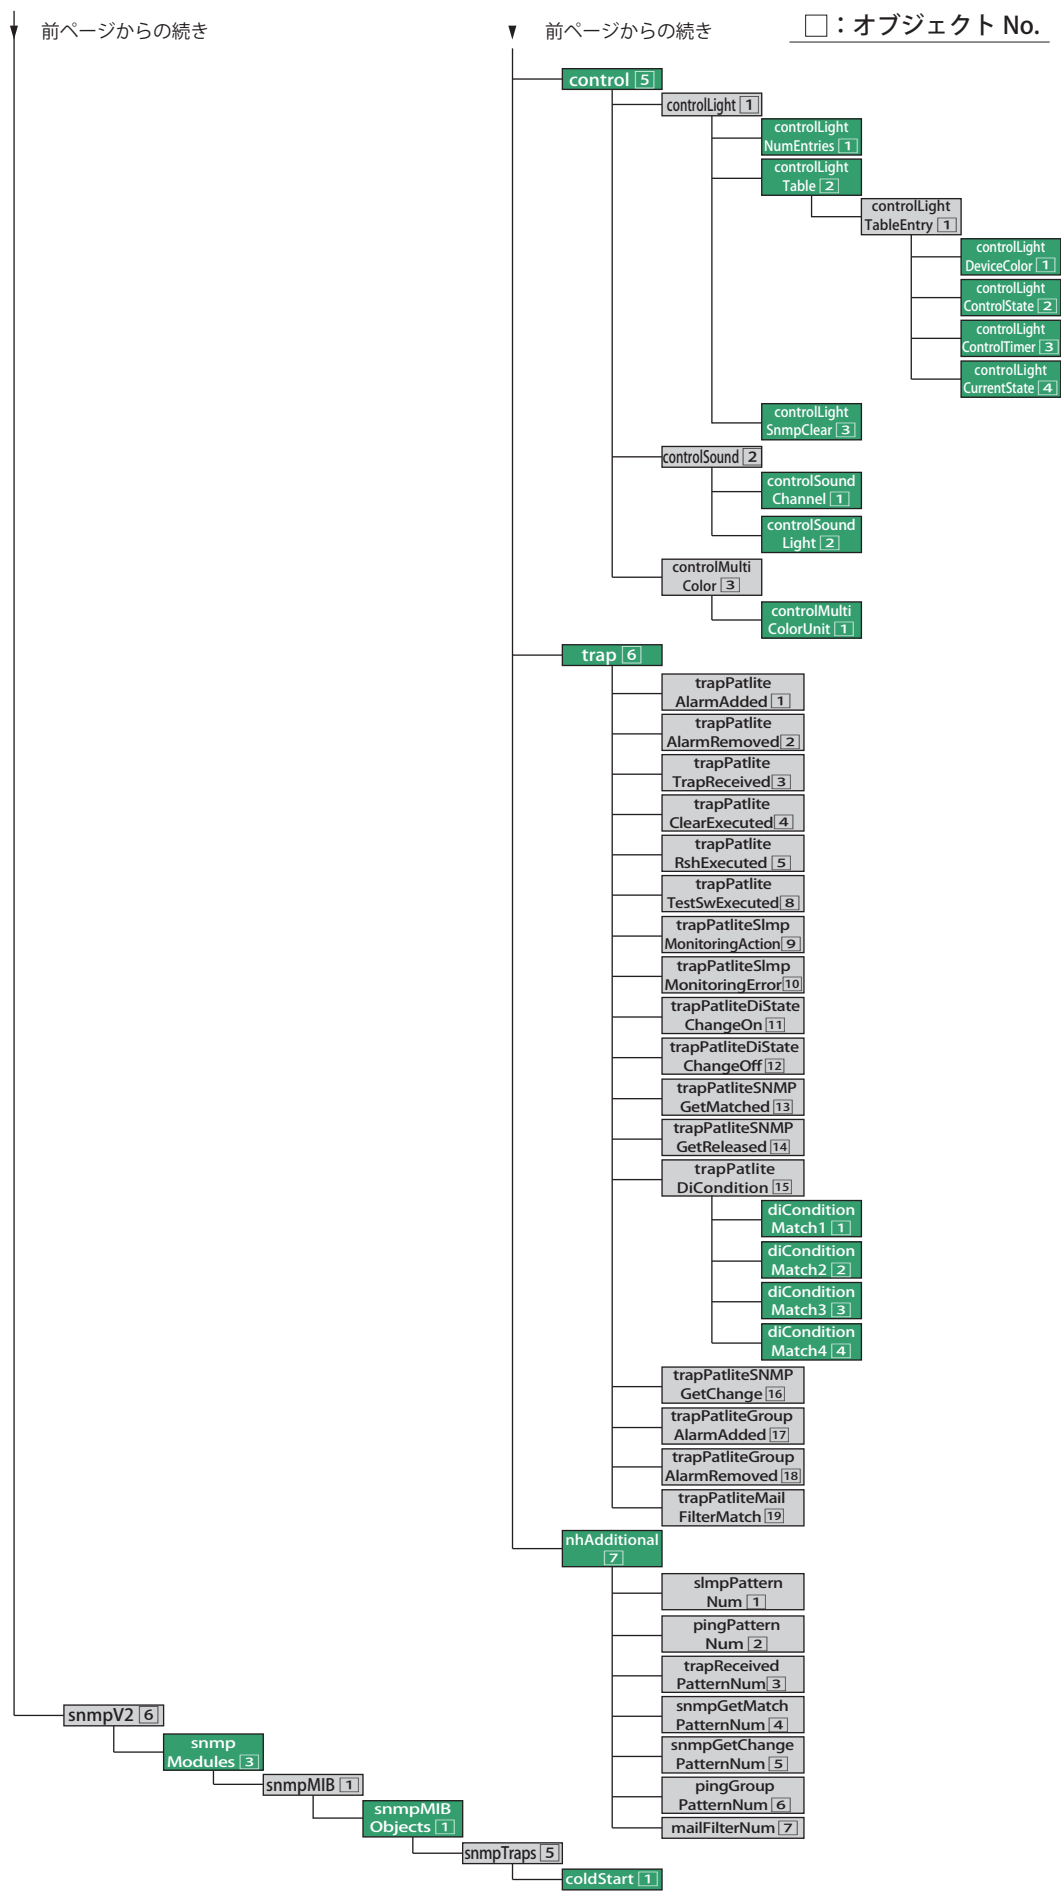 前ページからの続き
前ページからの続き
□：オブジェクト No.
control 5
controlLight 1
controlLight
NumEntries 1
controlLight
Table 2
controlLight
TableEntry 1
controlLight
DeviceColor 1
controlLight
ControlState 2
controlLight
ControlTimer 3
controlLight
CurrentState 4
controlLight
SnmpClear 3
controlSound 2
controlSound
Channel 1
controlSound
Light 2
controlMulti
Color 3
controlMulti
ColorUnit 1
trap 6
trapPatlite
AlarmAdded 1
trapPatlite
AlarmRemoved 2
trapPatlite
TrapReceived 3
trapPatlite
ClearExecuted 4
trapPatlite
RshExecuted 5
trapPatlite
TestSwExecuted 8
trapPatliteSlmp
MonitoringAction 9
trapPatliteSlmp
MonitoringError 10
trapPatliteDiState
ChangeOn 11
trapPatliteDiState
ChangeOff 12
trapPatliteSNMP
GetMatched 13
trapPatliteSNMP
GetReleased 14
trapPatlite
DiCondition 15
diCondition
Match1 1
diCondition
Match2 2
diCondition
Match3 3
diCondition
Match4 4
trapPatliteSNMP
GetChange 16
trapPatliteGroup
AlarmAdded 17
trapPatliteGroup
AlarmRemoved 18
trapPatliteMail
FilterMatch 19
nhAdditional
7
slmpPattern
Num 1
pingPattern
Num 2
trapReceived
PatternNum 3
snmpGetMatch
PatternNum 4
snmpGetChange
PatternNum 5
pingGroup
PatternNum 6
mailFilterNum 7
snmpV2 6
snmp
Modules 3
snmpMIB 1
snmpMIB
Objects 1
snmpTraps 5
coldStart 1